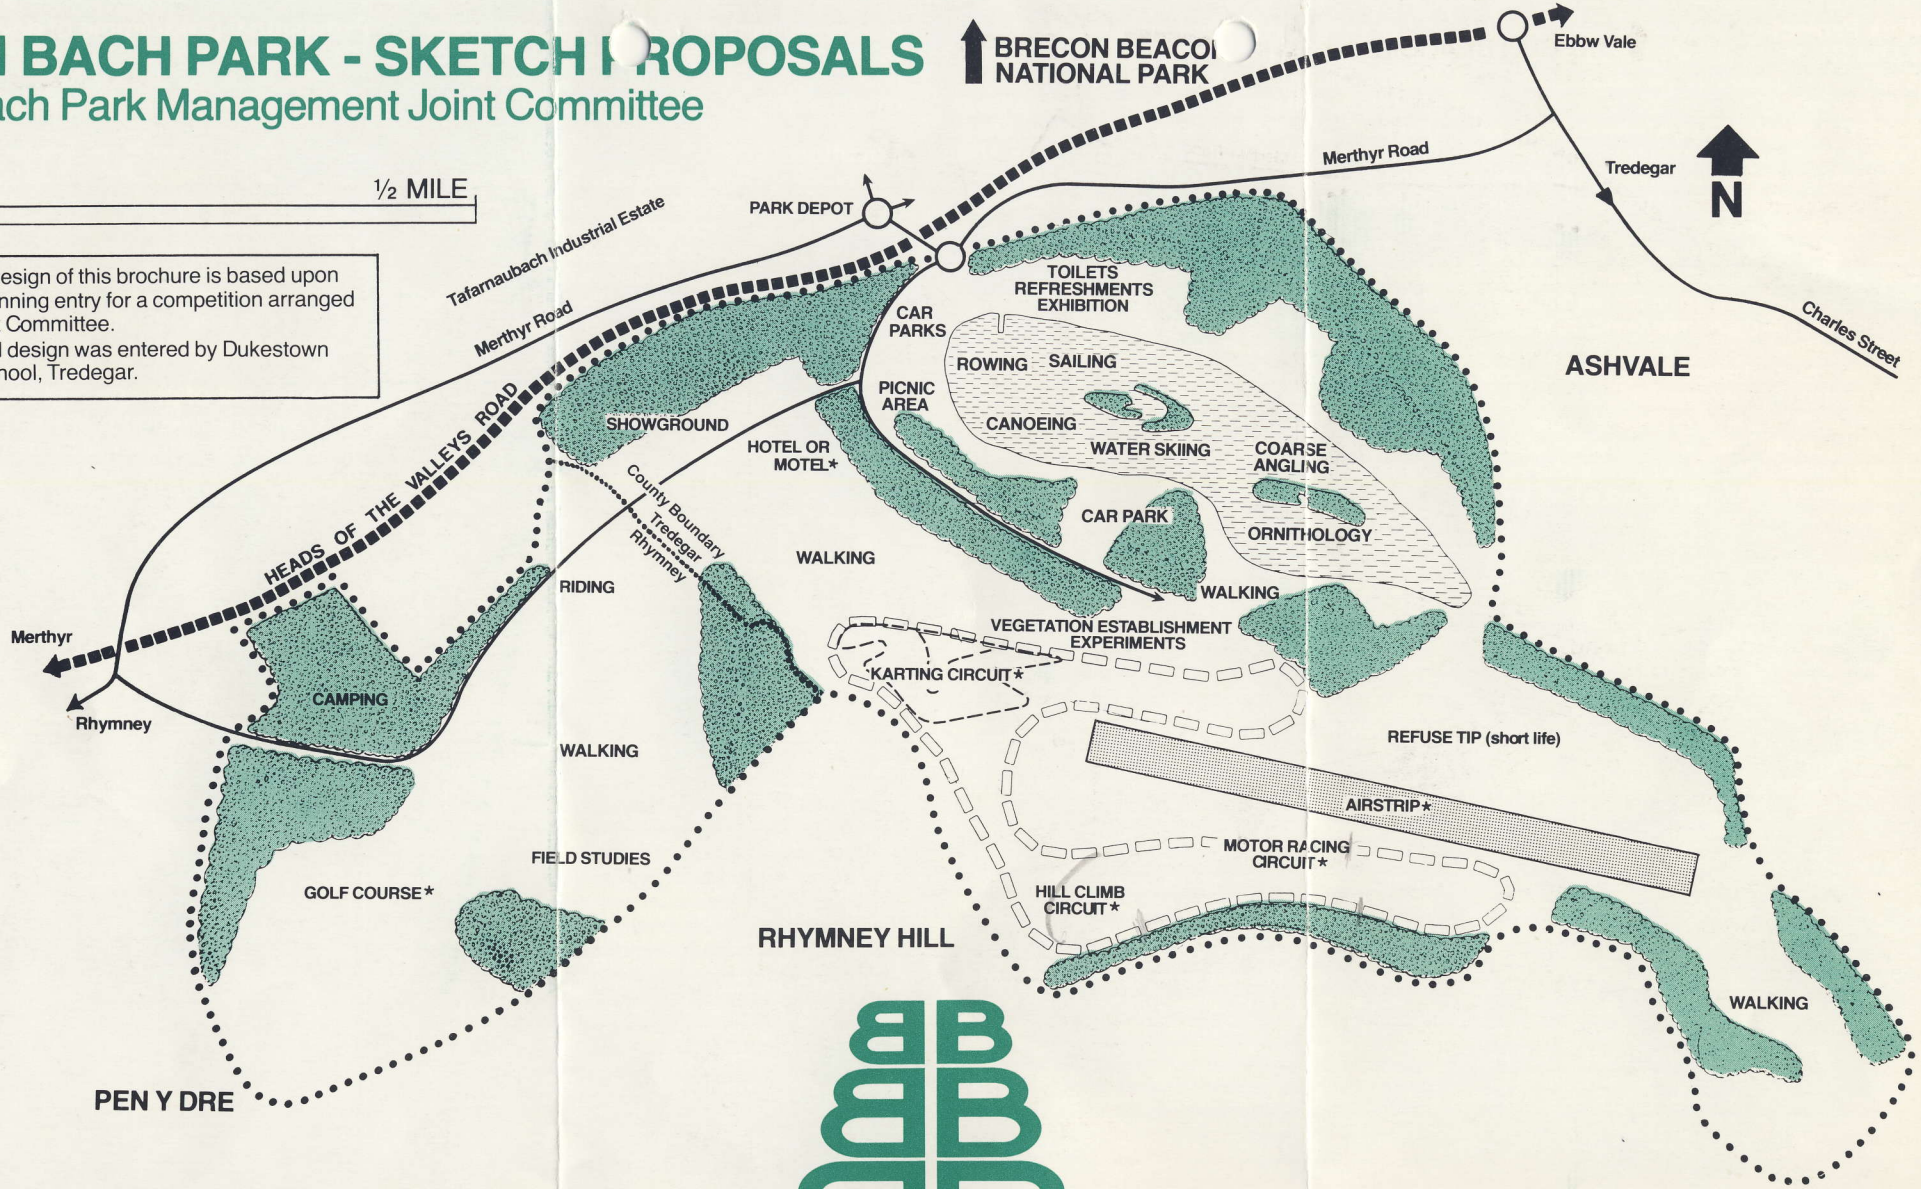 BACH PARK - SKETCH PROPOSALS
ach Park Management Joint Committee
BRECON BEACO
NATIONAL PARK
Ebbw Vale
Merthyr Road
Tredegar
N
Charles Street
ASHVALE
½ MILE
esign of this brochure is based upon
nning entry for a competition arranged
Committee.
design was entered by Dukestown
hool, Tredegar.
PARK DEPOT
Tafarnaubach Industrial Estate
Merthyr Road
HEADS OF THE VALLEYS ROAD
TOILETS
REFRESHMENTS
EXHIBITION
CAR
PARKS
ROWING
SAILING
PICNIC
AREA
CANOEING
WATER SKIING
COARSE
ANGLING
SHOWGROUND
HOTEL OR
MOTEL*
County Boundary
Tredegar
Rhymney
CAR PARK
ORNITHOLOGY
WALKING
RIDING
WALKING
VEGETATION ESTABLISHMENT
EXPERIMENTS
Merthyr
Rhymney
CAMPING
KARTING CIRCUIT*
WALKING
REFUSE TIP (short life)
AIRSTRIP*
MOTOR RACING
CIRCUIT*
FIELD STUDIES
GOLF COURSE*
HILL CLIMB
CIRCUIT*
RHYMNEY HILL
WALKING
PEN Y DRE
B B
B B